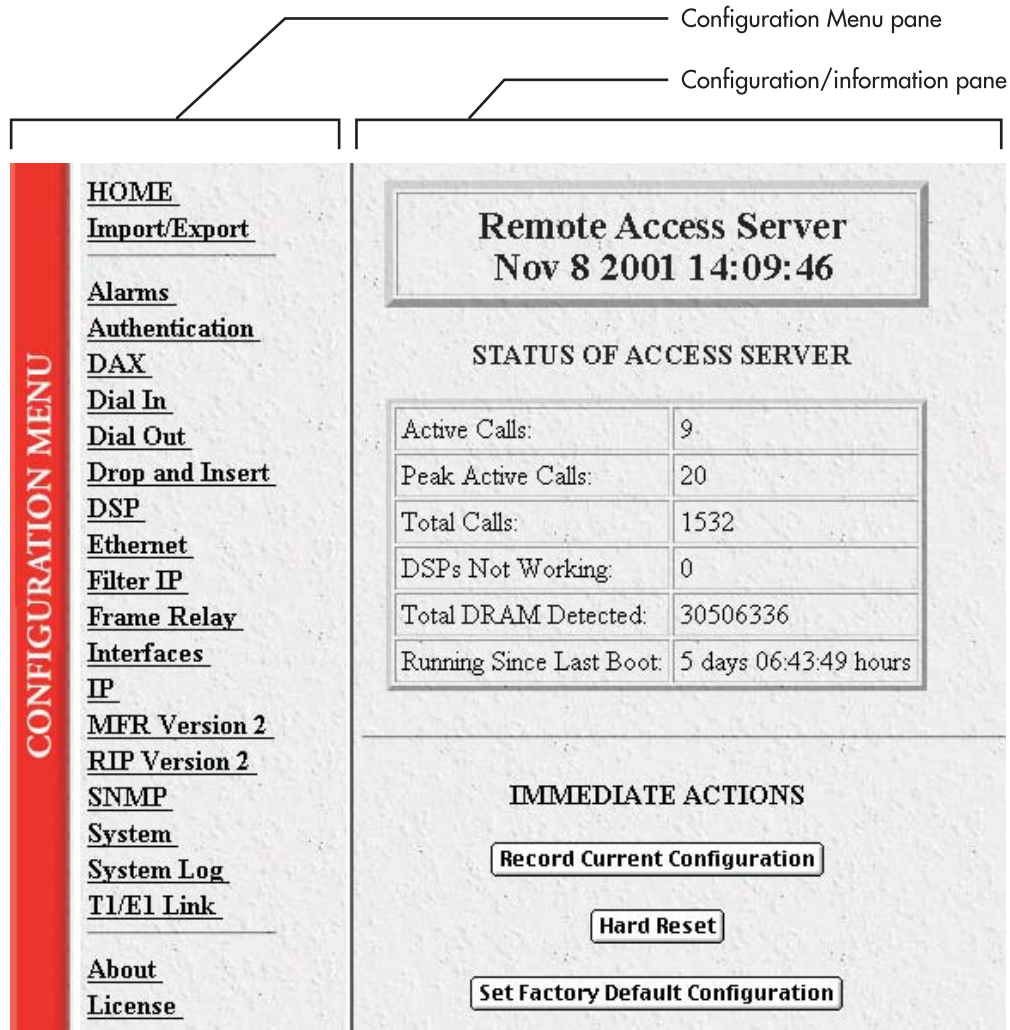 Configuration Menu pane
Configuration/information pane
CONFIGURATION MENU
HOME
Import/Export
Alarms
Authentication
DAX
Dial In
Dial Out
Drop and Insert
DSP
Ethernet
Filter IP
Frame Relay
Interfaces
IP
MFR Version 2
RIP Version 2
SNMP
System
System Log
T1/E1 Link
About
License
Remote Access Server
Nov 8 2001 14:09:46
STATUS OF ACCESS SERVER
Active Calls: 9
Peak Active Calls: 20
Total Calls: 1532
DSPs Not Working: 0
Total DRAM Detected: 30506336
Running Since Last Boot: 5 days 06:43:49 hours
IMMEDIATE ACTIONS
Record Current Configuration
Hard Reset
Set Factory Default Configuration